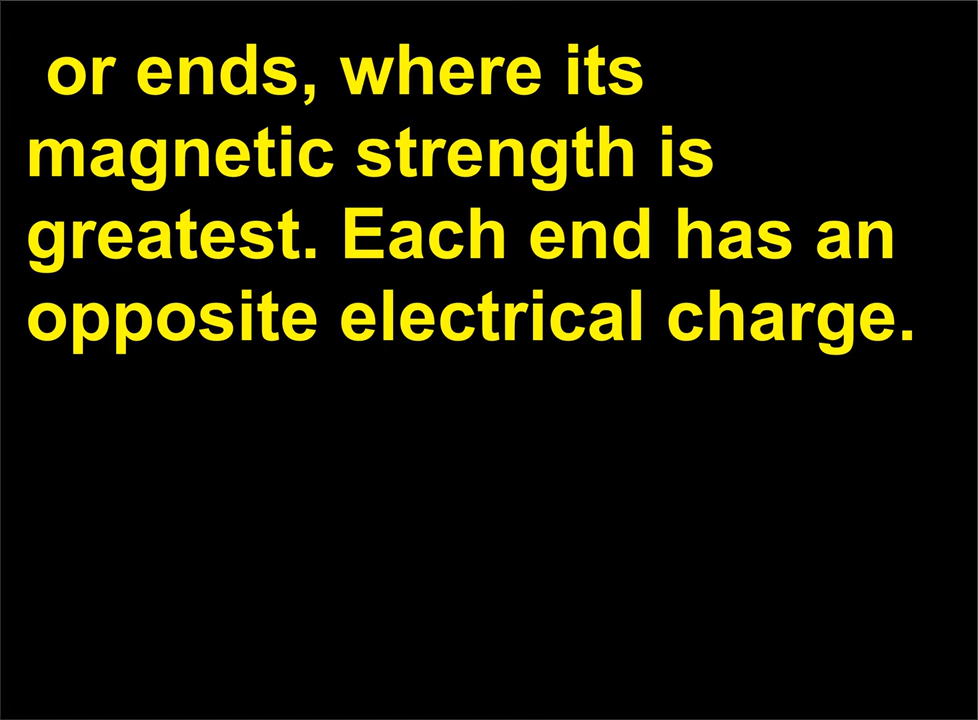 or ends, where its
magnetic strength is
greatest. Each end has an
opposite electrical charge.